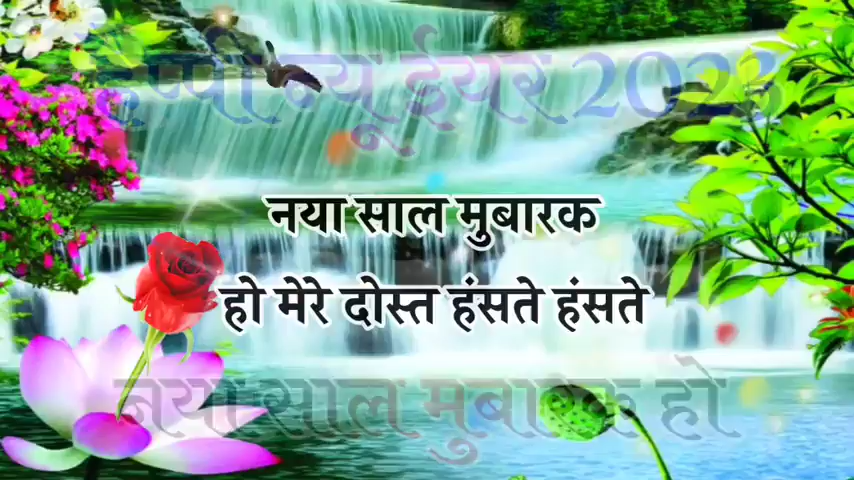 हैप्पी न्यू ईयर 2023
नया साल मुबारक
हो मेरे दोस्त हंसते हंसते
नया साल मुबारक हो